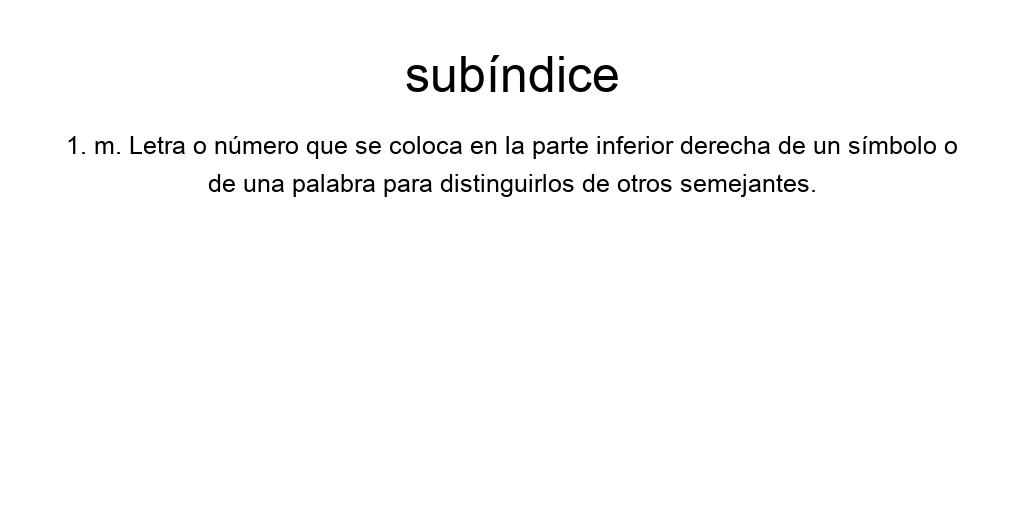 subíndice
1. m. Letra o número que se coloca en la parte inferior derecha de un símbolo o
de una palabra para distinguirlos de otros semejantes.